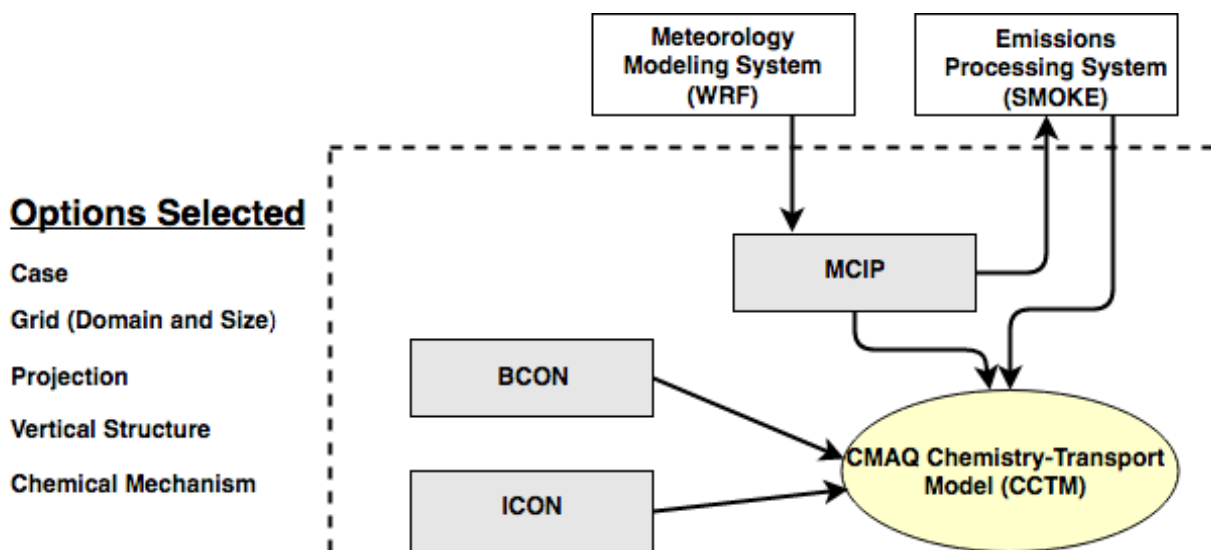 Meteorology
Modeling System
(WRF)
Emissions
Processing System
(SMOKE)
Options Selected
Case
Grid (Domain and Size)
Projection
Vertical Structure
Chemical Mechanism
MCIP
BCON
ICON
CMAQ Chemistry-Transport
Model (CCTM)